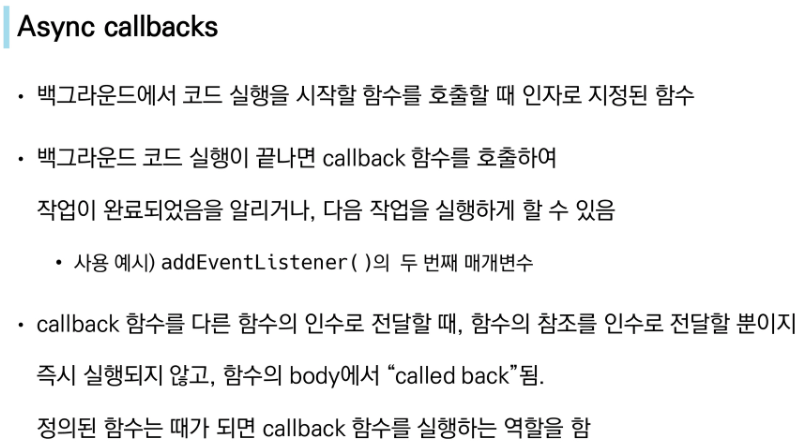 Async callbacks
• 백그라운드에서 코드 실행을 시작할 함수를 호출할 때 인자로 지정된 함수
• 백그라운드 코드 실행이 끝나면 callback 함수를 호출하여
작업이 완료되었음을 알리거나, 다음 작업을 실행하게 할 수 있음
• 사용 예시) addEventListener()의 두 번째 매개변수
• callback 함수를 다른 함수의 인수로 전달할 때, 함수의 참조를 인수로 전달할 뿐이지
즉시 실행되지 않고, 함수의 body에서 “called back”됨.
정의된 함수는 때가 되면 callback 함수를 실행하는 역할을 함